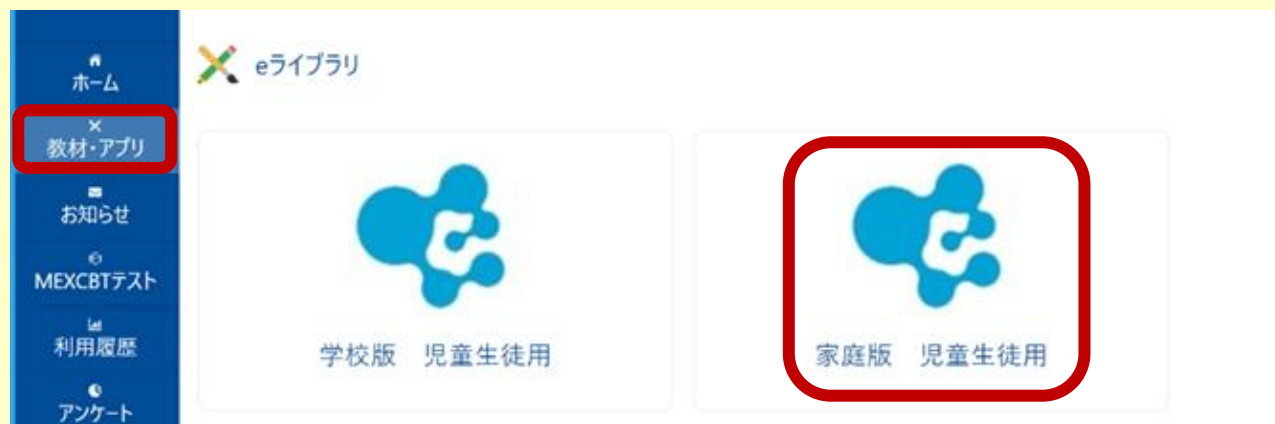 ホーム
教材・アプリ
お知らせ
MEXCBTテスト
利用履歴
アンケート
eライブラリ
学校版 児童生徒用
家庭版 児童生徒用